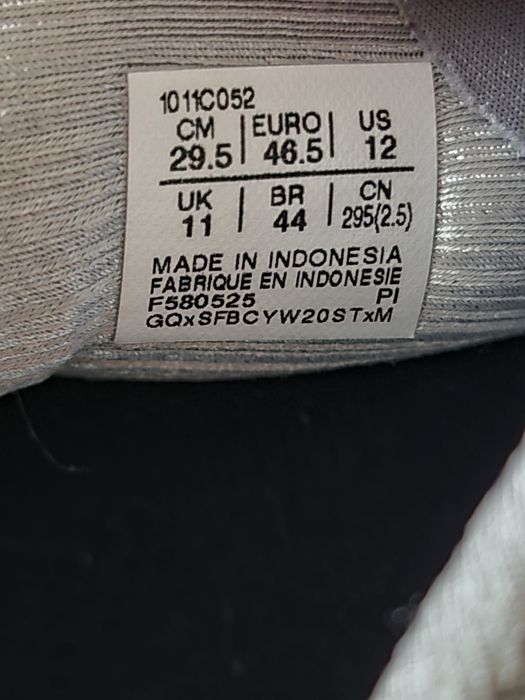 1011C052
CM | EURO | US
29.5 | 46.5 | 12
UK | BR | CN
11 | 44 | 295(2.5)
MADE IN INDONESIA
FABRIQUE EN INDONESIE
F580525 PI
GQxSFBCYW20STxM